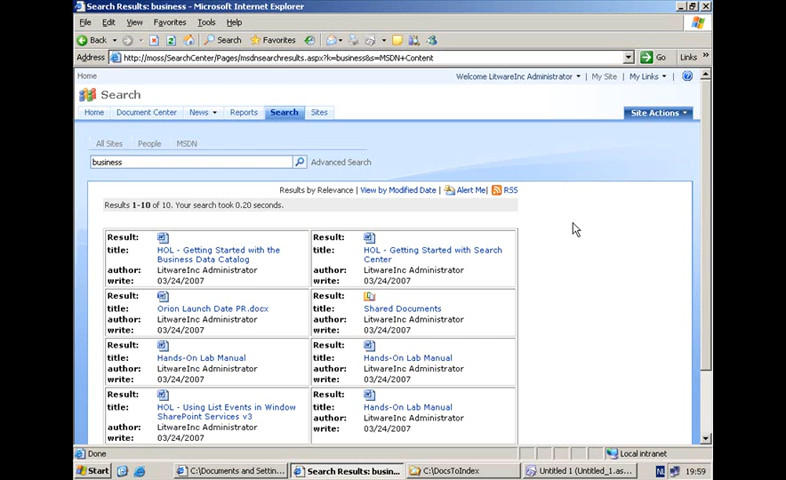 Search Results: business - Microsoft Internet Explorer
File Edit View Favorites Tools Help
Back Search Favorites
Address http://moss/SearchCenter/Pages/msdnsearchresults.aspx?k=business&s=MSDN+Content Go Links
Home Welcome LitwareInc Administrator My Site My Links
Search
Home Document Center News Reports Search Sites Site Actions
All Sites People MSDN
business Advanced Search
Results by Relevance | View by Modified Date | Alert Me| RSS
Results 1-10 of 10. Your search took 0.20 seconds.
Result: Result:
title: HOL - Getting Started with the title: HOL - Getting Started with Search
Business Data Catalog Center
author: LitwareInc Administrator author: LitwareInc Administrator
write: 03/24/2007 write: 03/24/2007
Result: Result:
title: Orion Launch Date PR.docx title: Shared Documents
author: LitwareInc Administrator author: LitwareInc Administrator
write: 03/24/2007 write: 03/24/2007
Result: Result:
title: Hands-On Lab Manual title: Hands-On Lab Manual
author: LitwareInc Administrator author: LitwareInc Administrator
write: 03/24/2007 write: 03/24/2007
Result: Result:
title: HOL - Using List Events in Window title: Hands-On Lab Manual
SharePoint Services v3 author: LitwareInc Administrator
author: LitwareInc Administrator write: 03/24/2007
write: 03/24/2007
Done Local intranet
Start C:\Documents and Settin... Search Results: busin... C:\DocsToIndex Untitled 1 (Untitled_1.as... NL 19:59